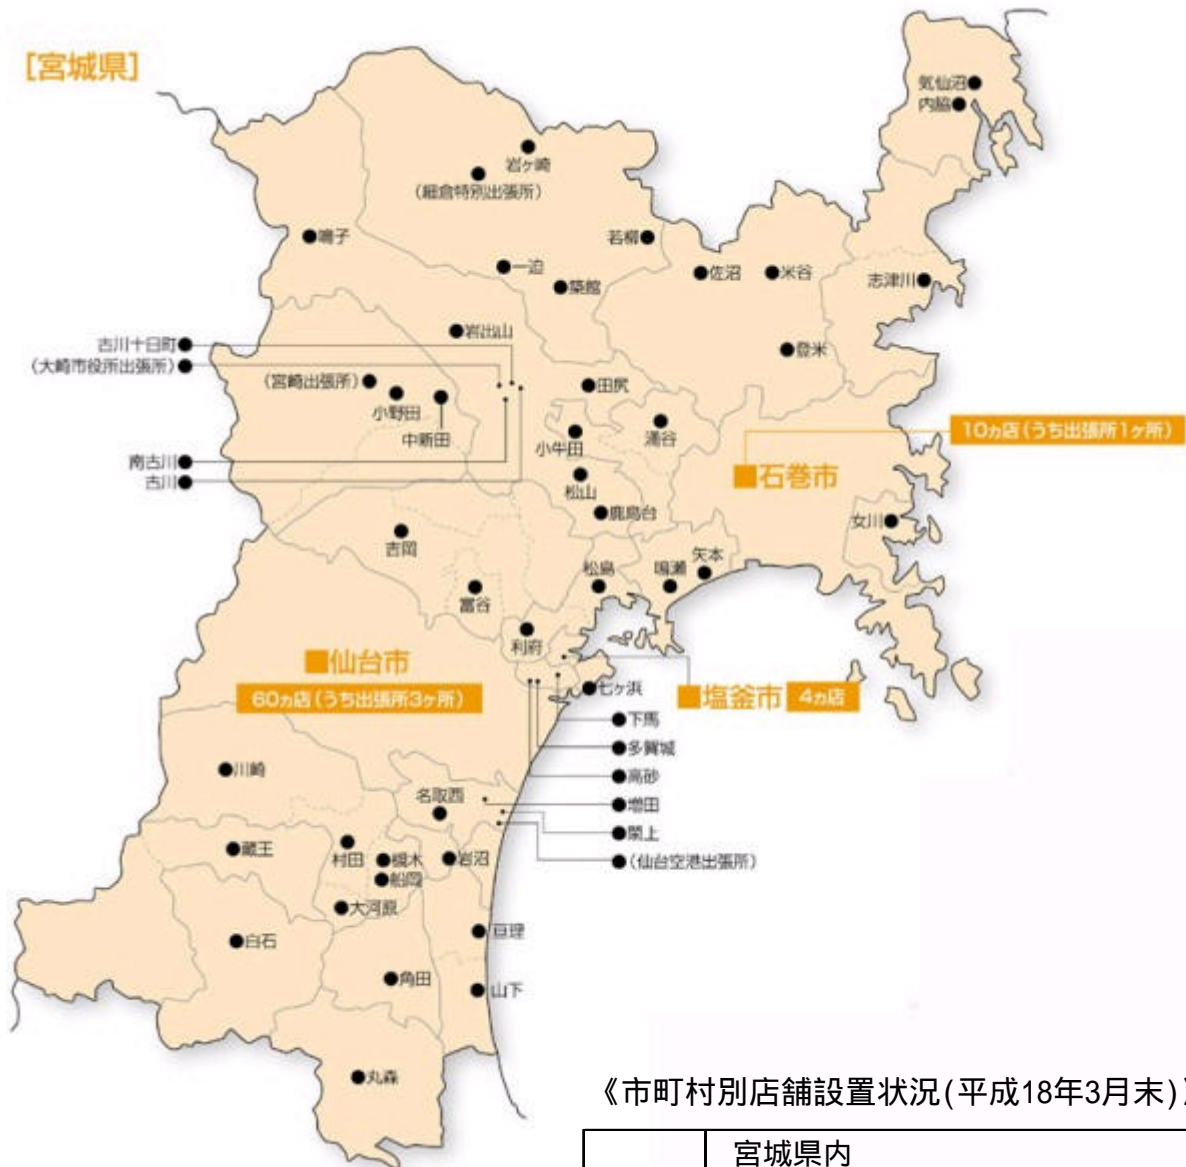 [宮城県]
気仙沼
内脇
岩ヶ崎
(細倉特別出張所)
鳴子
若柳
一迫
築館
佐沼
米谷
志津川
岩出山
登米
古川十日町
(大崎市役所出張所)
(宮崎出張所)
小野田
中新田
田尻
涌谷
小牛田
10ヵ店(うち出張所1ヶ所)
南古川
古川
松山
石巻市
鹿島台
女川
吉岡
松島
鳴瀬
矢本
富谷
利府
仙台市
60ヵ店(うち出張所3ヶ所)
七ヶ浜
塩釜市 4ヵ店
下馬
多賀城
高砂
増田
閖上
(仙台空港出張所)
川崎
名取西
蔵王
村田
槻木
岩沼
船岡
大河原
白石
亘理
角田
山下
丸森
《市町村別店舗設置状況(平成18年3月末)》
宮城県内